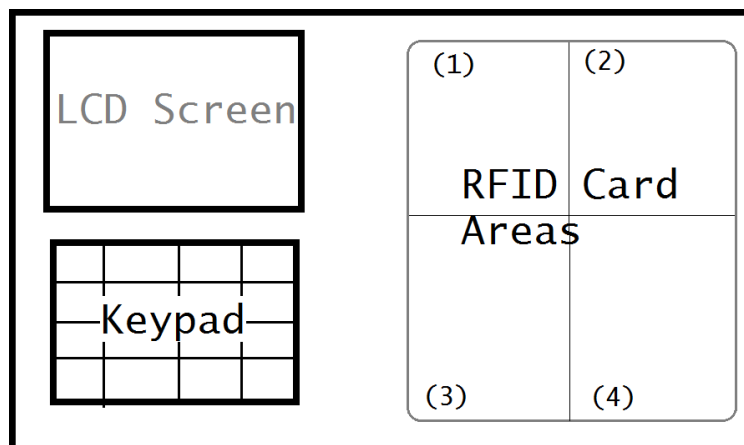 LCD Screen
(1)
(2)
RFID Card
Areas
Keypad
(3)
(4)